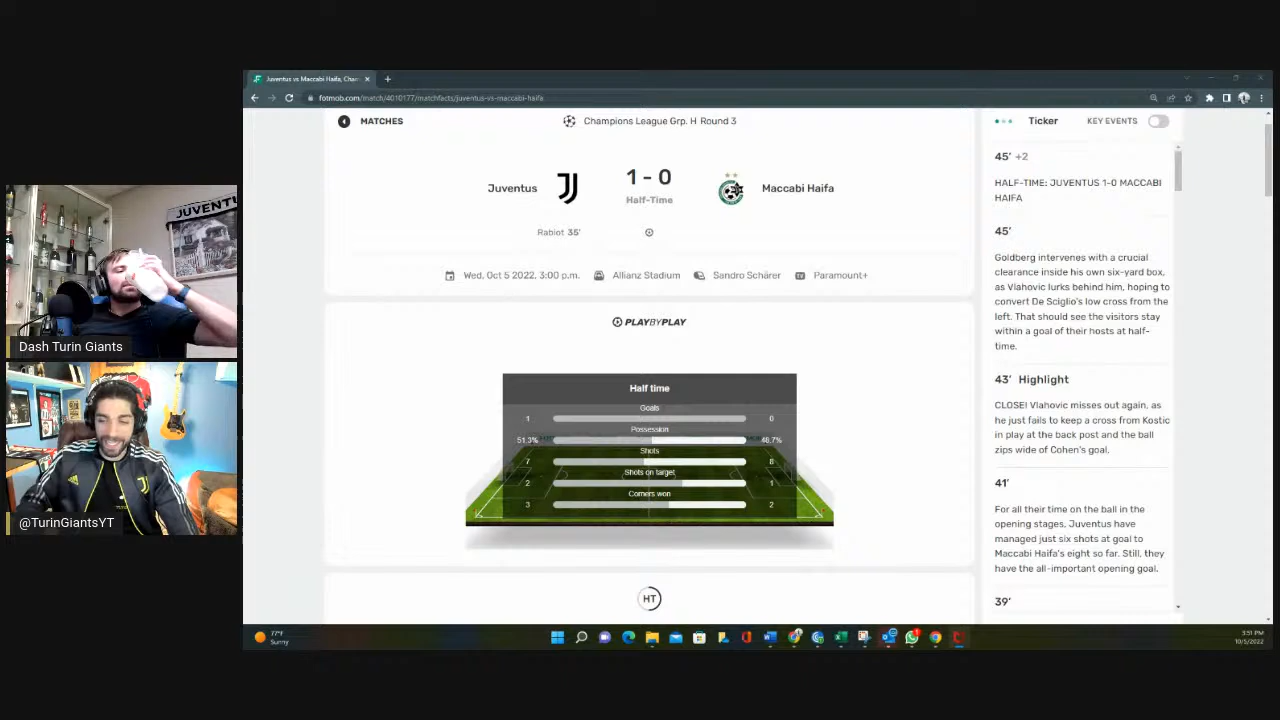 Juventus vs Maccabi Haifa, Cha
fotmob.com/match/4010177/matchfacts/juventus-vs-maccabi-haifa
MATCHES
Champions League Grp. H Round 3
Juventus
1 - 0
Half-Time
Maccabi Haifa
Rabiot 35'
Wed, Oct 5 2022, 3:00 p.m.
Allianz Stadium
Sandro Schärer
Paramount+
PLAYBYPLAY
Half time
Goals
1 0
Possession
51.3% 48.7%
Shots
7 8
Shots on target
2 1
Corners won
3 2
HT
Ticker
KEY EVENTS
45' +2
HALF-TIME: JUVENTUS 1-0 MACCABI
HAIFA
45'
Goldberg intervenes with a crucial
clearance inside his own six-yard box,
as Vlahovic lurks behind him, hoping to
convert De Sciglio's low cross from the
left. That should see the visitors stay
within a goal of their hosts at half-
time.
43' Highlight
CLOSE! Vlahovic misses out again, as
he just fails to keep a cross from Kostic
in play at the back post and the ball
zips wide of Cohen's goal.
41'
For all their time on the ball in the
opening stages, Juventus have
managed just six shots at goal to
Maccabi Haifa's eight so far. Still, they
have the all-important opening goal.
39'
JUVENTUS
Dash Turin Giants
@TurinGiantsYT
77°F
Sunny
3:51 PM
10/5/2022